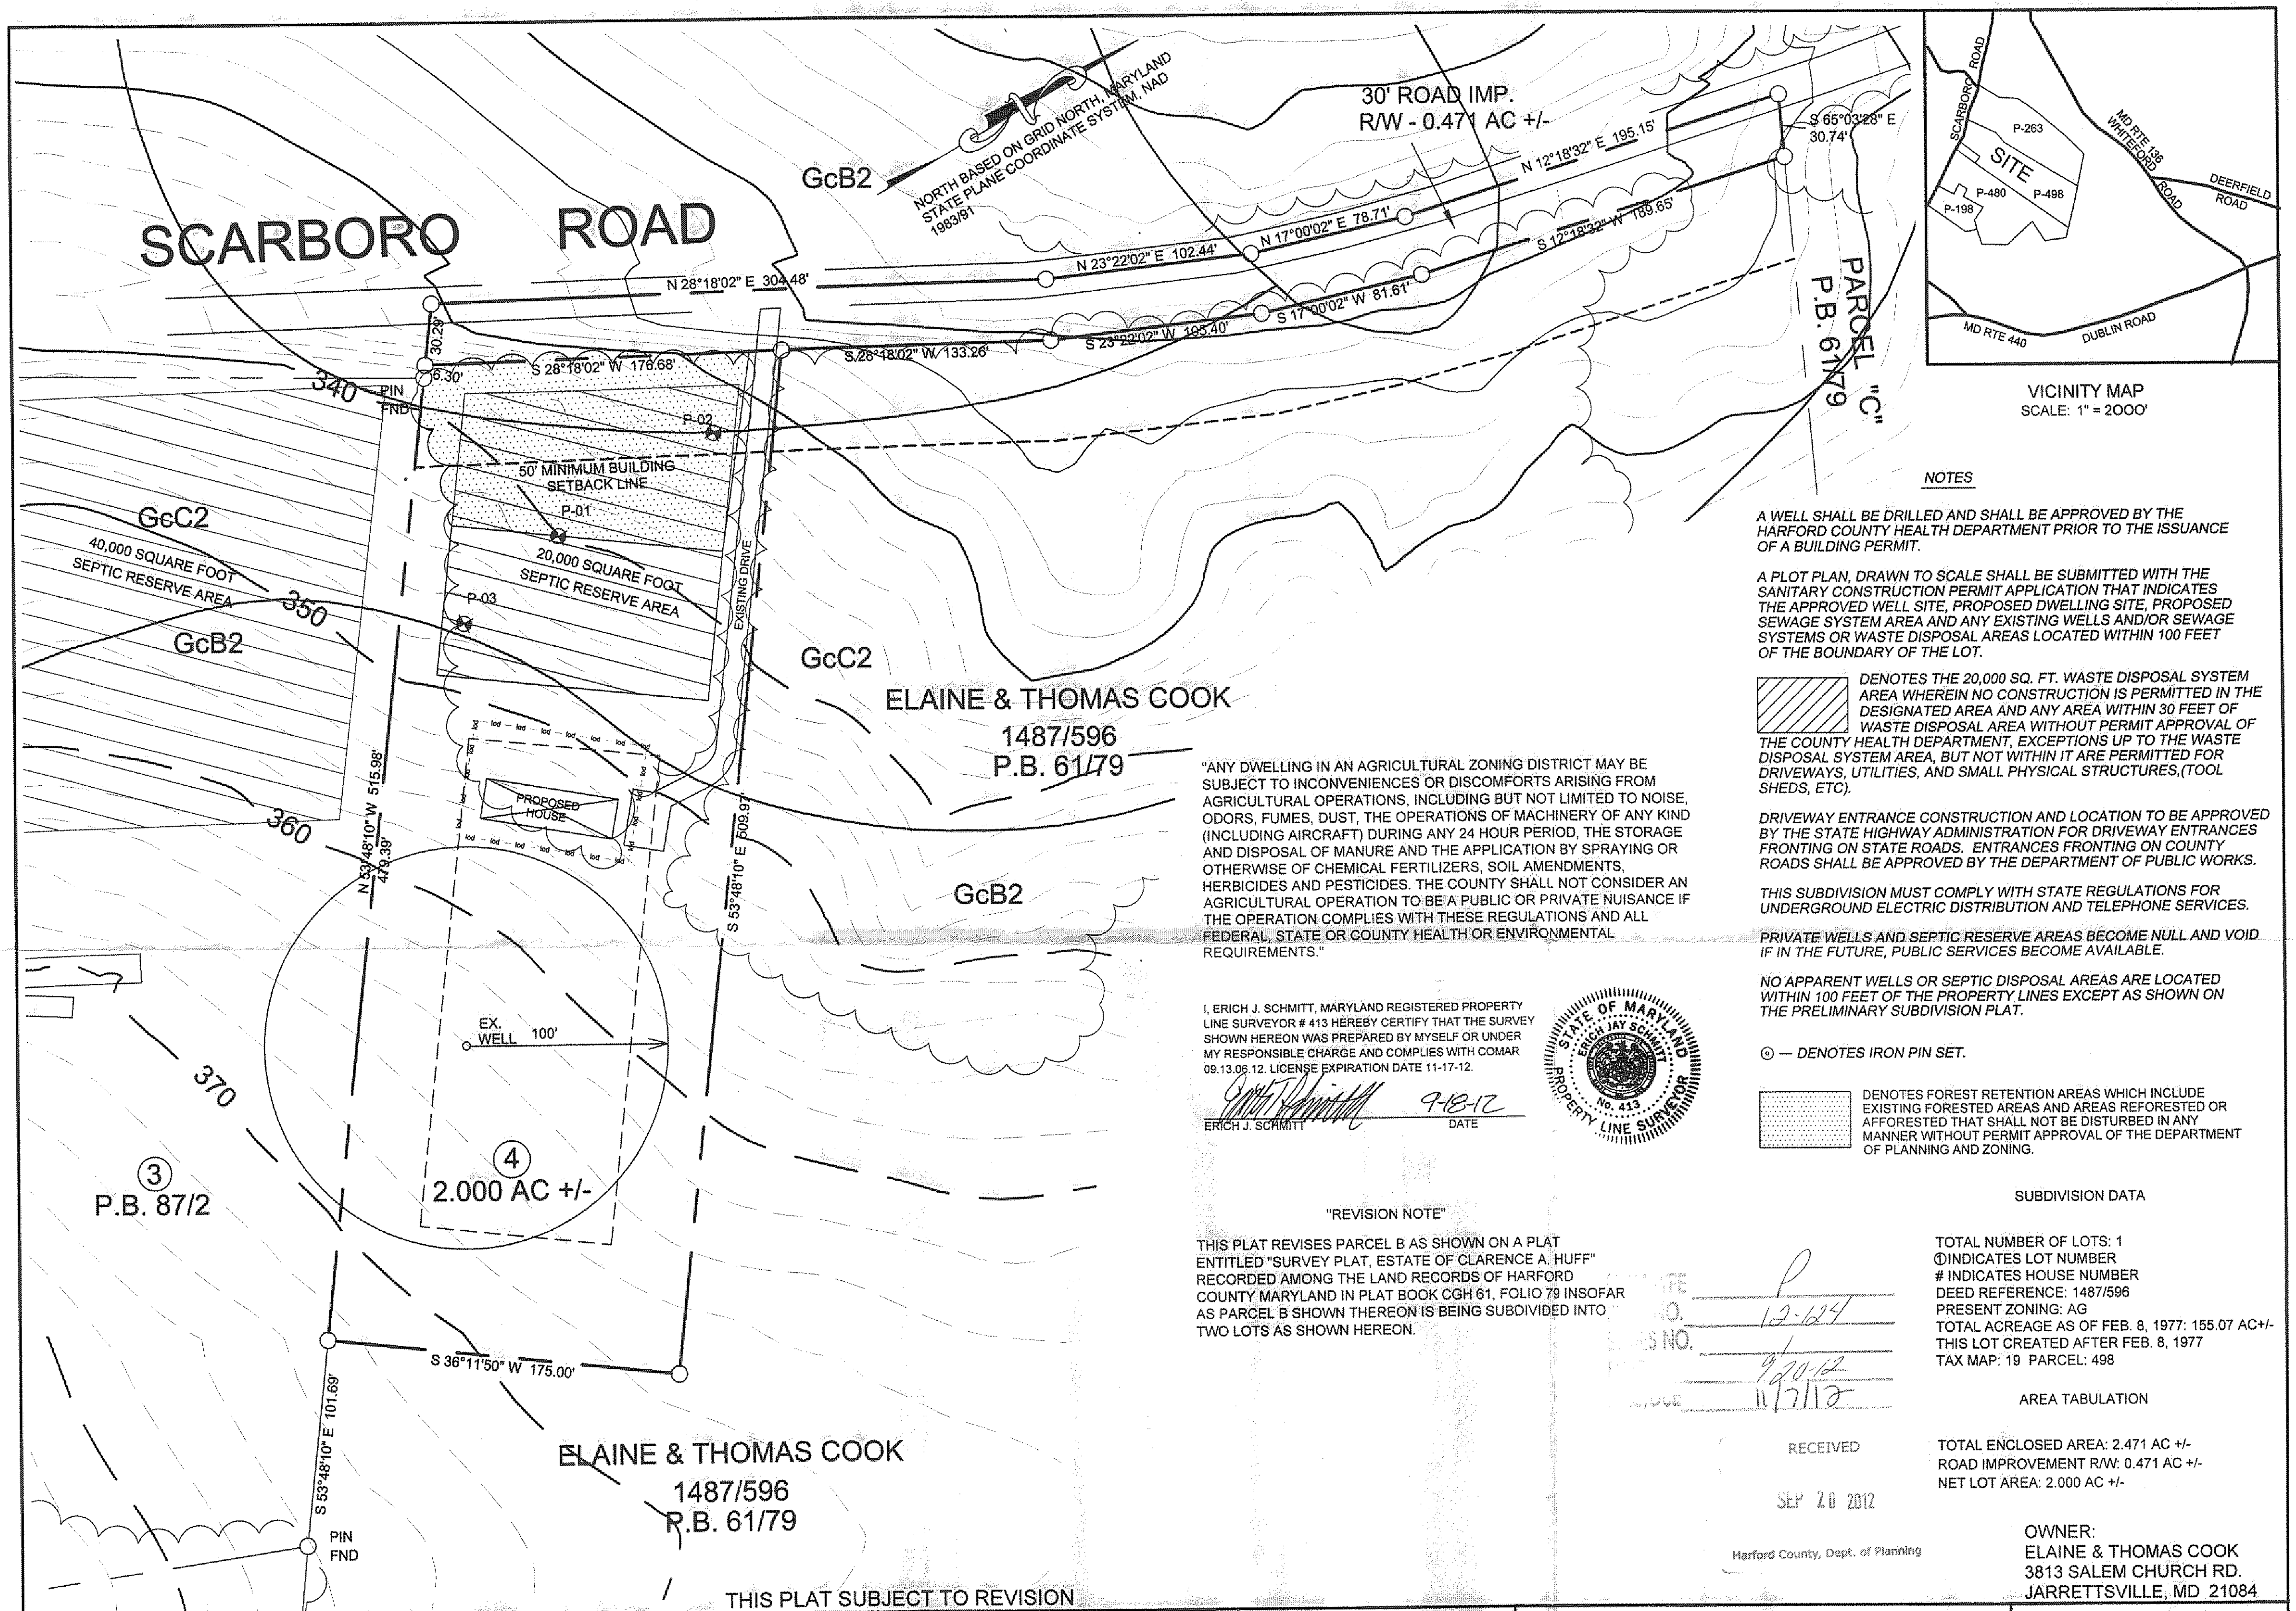 SCARBORO ROAD
GcB2
NORTH BASED ON GRID NORTH, MARYLAND
STATE PLANE COORDINATE SYSTEM, NAD
1983/91
30' ROAD IMP.
R/W - 0.471 AC +/-
N 28°18'02" E 304.48'
N 23°22'02" E 102.44'
N 17°00'02" E 78.71'
N 12°18'32" E 195.15'
S 65°03'28" E
30.74'
S 12°18'32" W 189.65'
S 17°00'02" W 81.61'
S 23°22'02" W 105.40'
S 28°18'02" W 133.26'
S 28°18'02" W 176.68'
30.29'
6.30'
PIN
FND
340
PARCEL "C"
P.B. 61/79
P-02
50' MINIMUM BUILDING
SETBACK LINE
P-01
20,000 SQUARE FOOT
SEPTIC RESERVE AREA
P-03
EXISTING DRIVE
GcC2
40,000 SQUARE FOOT
SEPTIC RESERVE AREA
350
GcB2
GcC2
ELAINE & THOMAS COOK
1487/596
P.B. 61/79
lod lod lod lod lod lod
PROPOSED
HOUSE
lod lod lod lod lod lod
360
N 53°48'10" W 515.98'
479.39'
S 53°48'10" E 509.97'
GcB2
EX.
WELL 100'
370
4
2.000 AC +/-
3
P.B. 87/2
S 36°11'50" W 175.00'
S 53°48'10" E 101.69'
PIN
FND
ELAINE & THOMAS COOK
1487/596
P.B. 61/79
THIS PLAT SUBJECT TO REVISION
"ANY DWELLING IN AN AGRICULTURAL ZONING DISTRICT MAY BE
SUBJECT TO INCONVENIENCES OR DISCOMFORTS ARISING FROM
AGRICULTURAL OPERATIONS, INCLUDING BUT NOT LIMITED TO NOISE,
ODORS, FUMES, DUST, THE OPERATIONS OF MACHINERY OF ANY KIND
(INCLUDING AIRCRAFT) DURING ANY 24 HOUR PERIOD, THE STORAGE
AND DISPOSAL OF MANURE AND THE APPLICATION BY SPRAYING OR
OTHERWISE OF CHEMICAL FERTILIZERS, SOIL AMENDMENTS,
HERBICIDES AND PESTICIDES. THE COUNTY SHALL NOT CONSIDER AN
AGRICULTURAL OPERATION TO BE A PUBLIC OR PRIVATE NUISANCE IF
THE OPERATION COMPLIES WITH THESE REGULATIONS AND ALL
FEDERAL, STATE OR COUNTY HEALTH OR ENVIRONMENTAL
REQUIREMENTS."
I, ERICH J. SCHMITT, MARYLAND REGISTERED PROPERTY
LINE SURVEYOR # 413 HEREBY CERTIFY THAT THE SURVEY
SHOWN HEREON WAS PREPARED BY MYSELF OR UNDER
MY RESPONSIBLE CHARGE AND COMPLIES WITH COMAR
09.13.06.12. LICENSE EXPIRATION DATE 11-17-12.
9-18-12
ERICH J. SCHMITT DATE
STATE OF MARYLAND
ERICH JAY SCHMITT
No. 413
PROPERTY LINE SURVEYOR
"REVISION NOTE"
THIS PLAT REVISES PARCEL B AS SHOWN ON A PLAT
ENTITLED "SURVEY PLAT, ESTATE OF CLARENCE A. HUFF"
RECORDED AMONG THE LAND RECORDS OF HARFORD
COUNTY MARYLAND IN PLAT BOOK CGH 61, FOLIO 79 INSOFAR
AS PARCEL B SHOWN THEREON IS BEING SUBDIVIDED INTO
TWO LOTS AS SHOWN HEREON.
P
12-124
NO.
1
9/20-12
11/7/12
RECEIVED
SEP 20 2012
Harford County, Dept. of Planning
SCARBORO ROAD
P-263
SITE
P-480
P-498
P-198
MD RTE 136
WHITEFORD ROAD
DEERFIELD
ROAD
MD RTE 440
DUBLIN ROAD
VICINITY MAP
SCALE: 1" = 2000'
NOTES
A WELL SHALL BE DRILLED AND SHALL BE APPROVED BY THE
HARFORD COUNTY HEALTH DEPARTMENT PRIOR TO THE ISSUANCE
OF A BUILDING PERMIT.
A PLOT PLAN, DRAWN TO SCALE SHALL BE SUBMITTED WITH THE
SANITARY CONSTRUCTION PERMIT APPLICATION THAT INDICATES
THE APPROVED WELL SITE, PROPOSED DWELLING SITE, PROPOSED
SEWAGE SYSTEM AREA AND ANY EXISTING WELLS AND/OR SEWAGE
SYSTEMS OR WASTE DISPOSAL AREAS LOCATED WITHIN 100 FEET
OF THE BOUNDARY OF THE LOT.
DENOTES THE 20,000 SQ. FT. WASTE DISPOSAL SYSTEM
AREA WHEREIN NO CONSTRUCTION IS PERMITTED IN THE
DESIGNATED AREA AND ANY AREA WITHIN 30 FEET OF
WASTE DISPOSAL AREA WITHOUT PERMIT APPROVAL OF
THE COUNTY HEALTH DEPARTMENT, EXCEPTIONS UP TO THE WASTE
DISPOSAL SYSTEM AREA, BUT NOT WITHIN IT ARE PERMITTED FOR
DRIVEWAYS, UTILITIES, AND SMALL PHYSICAL STRUCTURES,(TOOL
SHEDS, ETC).
DRIVEWAY ENTRANCE CONSTRUCTION AND LOCATION TO BE APPROVED
BY THE STATE HIGHWAY ADMINISTRATION FOR DRIVEWAY ENTRANCES
FRONTING ON STATE ROADS. ENTRANCES FRONTING ON COUNTY
ROADS SHALL BE APPROVED BY THE DEPARTMENT OF PUBLIC WORKS.
THIS SUBDIVISION MUST COMPLY WITH STATE REGULATIONS FOR
UNDERGROUND ELECTRIC DISTRIBUTION AND TELEPHONE SERVICES.
PRIVATE WELLS AND SEPTIC RESERVE AREAS BECOME NULL AND VOID
IF IN THE FUTURE, PUBLIC SERVICES BECOME AVAILABLE.
NO APPARENT WELLS OR SEPTIC DISPOSAL AREAS ARE LOCATED
WITHIN 100 FEET OF THE PROPERTY LINES EXCEPT AS SHOWN ON
THE PRELIMINARY SUBDIVISION PLAT.
— DENOTES IRON PIN SET.
DENOTES FOREST RETENTION AREAS WHICH INCLUDE
EXISTING FORESTED AREAS AND AREAS REFORESTED OR
AFFORESTED THAT SHALL NOT BE DISTURBED IN ANY
MANNER WITHOUT PERMIT APPROVAL OF THE DEPARTMENT
OF PLANNING AND ZONING.
SUBDIVISION DATA
TOTAL NUMBER OF LOTS: 1
①INDICATES LOT NUMBER
# INDICATES HOUSE NUMBER
DEED REFERENCE: 1487/596
PRESENT ZONING: AG
TOTAL ACREAGE AS OF FEB. 8, 1977: 155.07 AC+/-
THIS LOT CREATED AFTER FEB. 8, 1977
TAX MAP: 19 PARCEL: 498
AREA TABULATION
TOTAL ENCLOSED AREA: 2.471 AC +/-
ROAD IMPROVEMENT R/W: 0.471 AC +/-
NET LOT AREA: 2.000 AC +/-
OWNER:
ELAINE & THOMAS COOK
3813 SALEM CHURCH RD.
JARRETTSVILLE, MD 21084